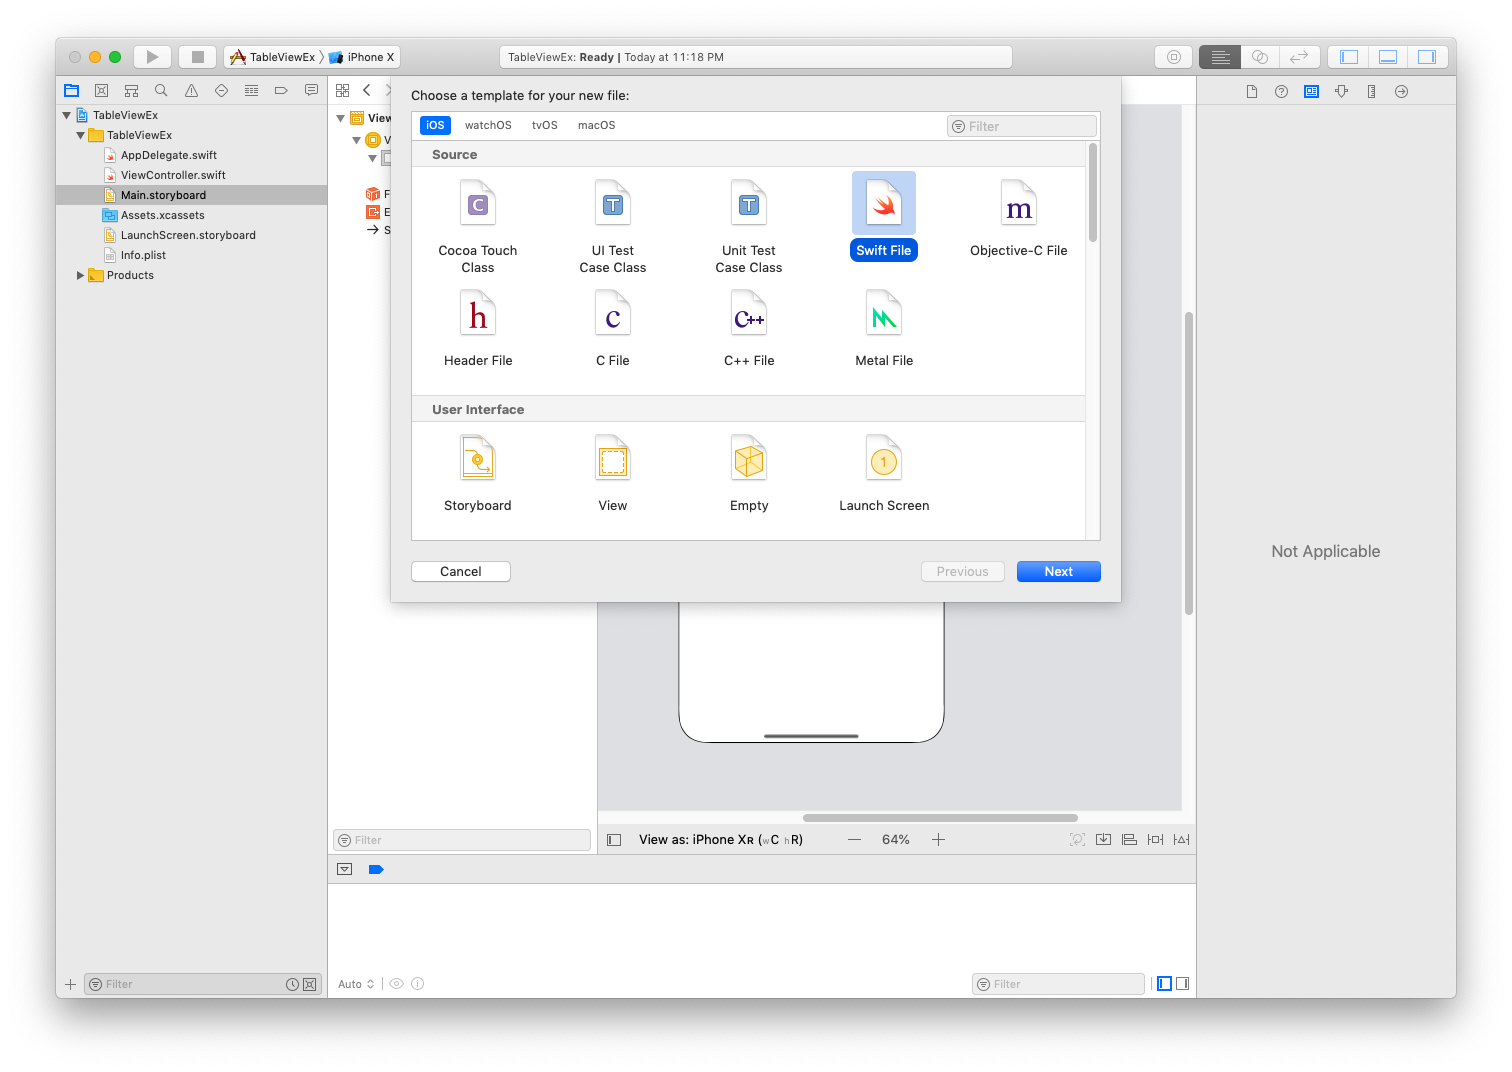 TableViewEx
iPhone X
TableViewEx: Ready | Today at 11:18 PM
TableViewEx
TableViewEx
AppDelegate.swift
ViewController.swift
Main.storyboard
Assets.xcassets
LaunchScreen.storyboard
Info.plist
Products
Filter
View
V
F
E
S
Filter
Choose a template for your new file:
iOS
watchOS
tvOS
macOS
Filter
Source
C
Cocoa Touch
Class
T
UI Test
Case Class
T
Unit Test
Case Class
Swift File
m
Objective-C File
h
Header File
c
C File
C++
C++ File
Metal File
User Interface
Storyboard
View
Empty
1
Launch Screen
Cancel
Previous
Next
View as: iPhone XR (wC hR)
64%
Auto
Filter
Not Applicable